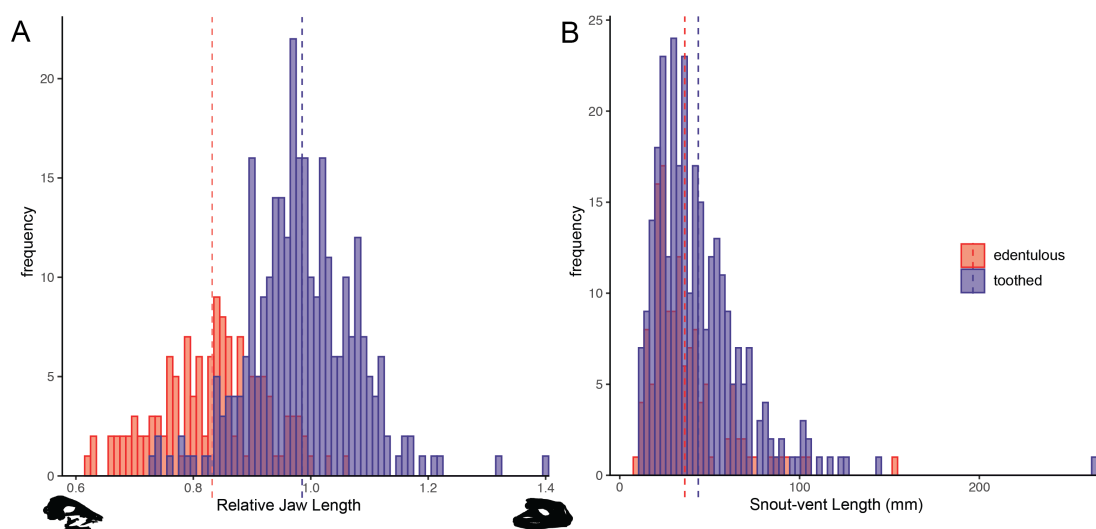 A
frequency
20
15
10
5
0
0.6
0.8
1.0
1.2
1.4
Relative Jaw Length
B
frequency
25
20
15
10
5
0
0
100
200
Snout-vent Length (mm)
edentulous
toothed